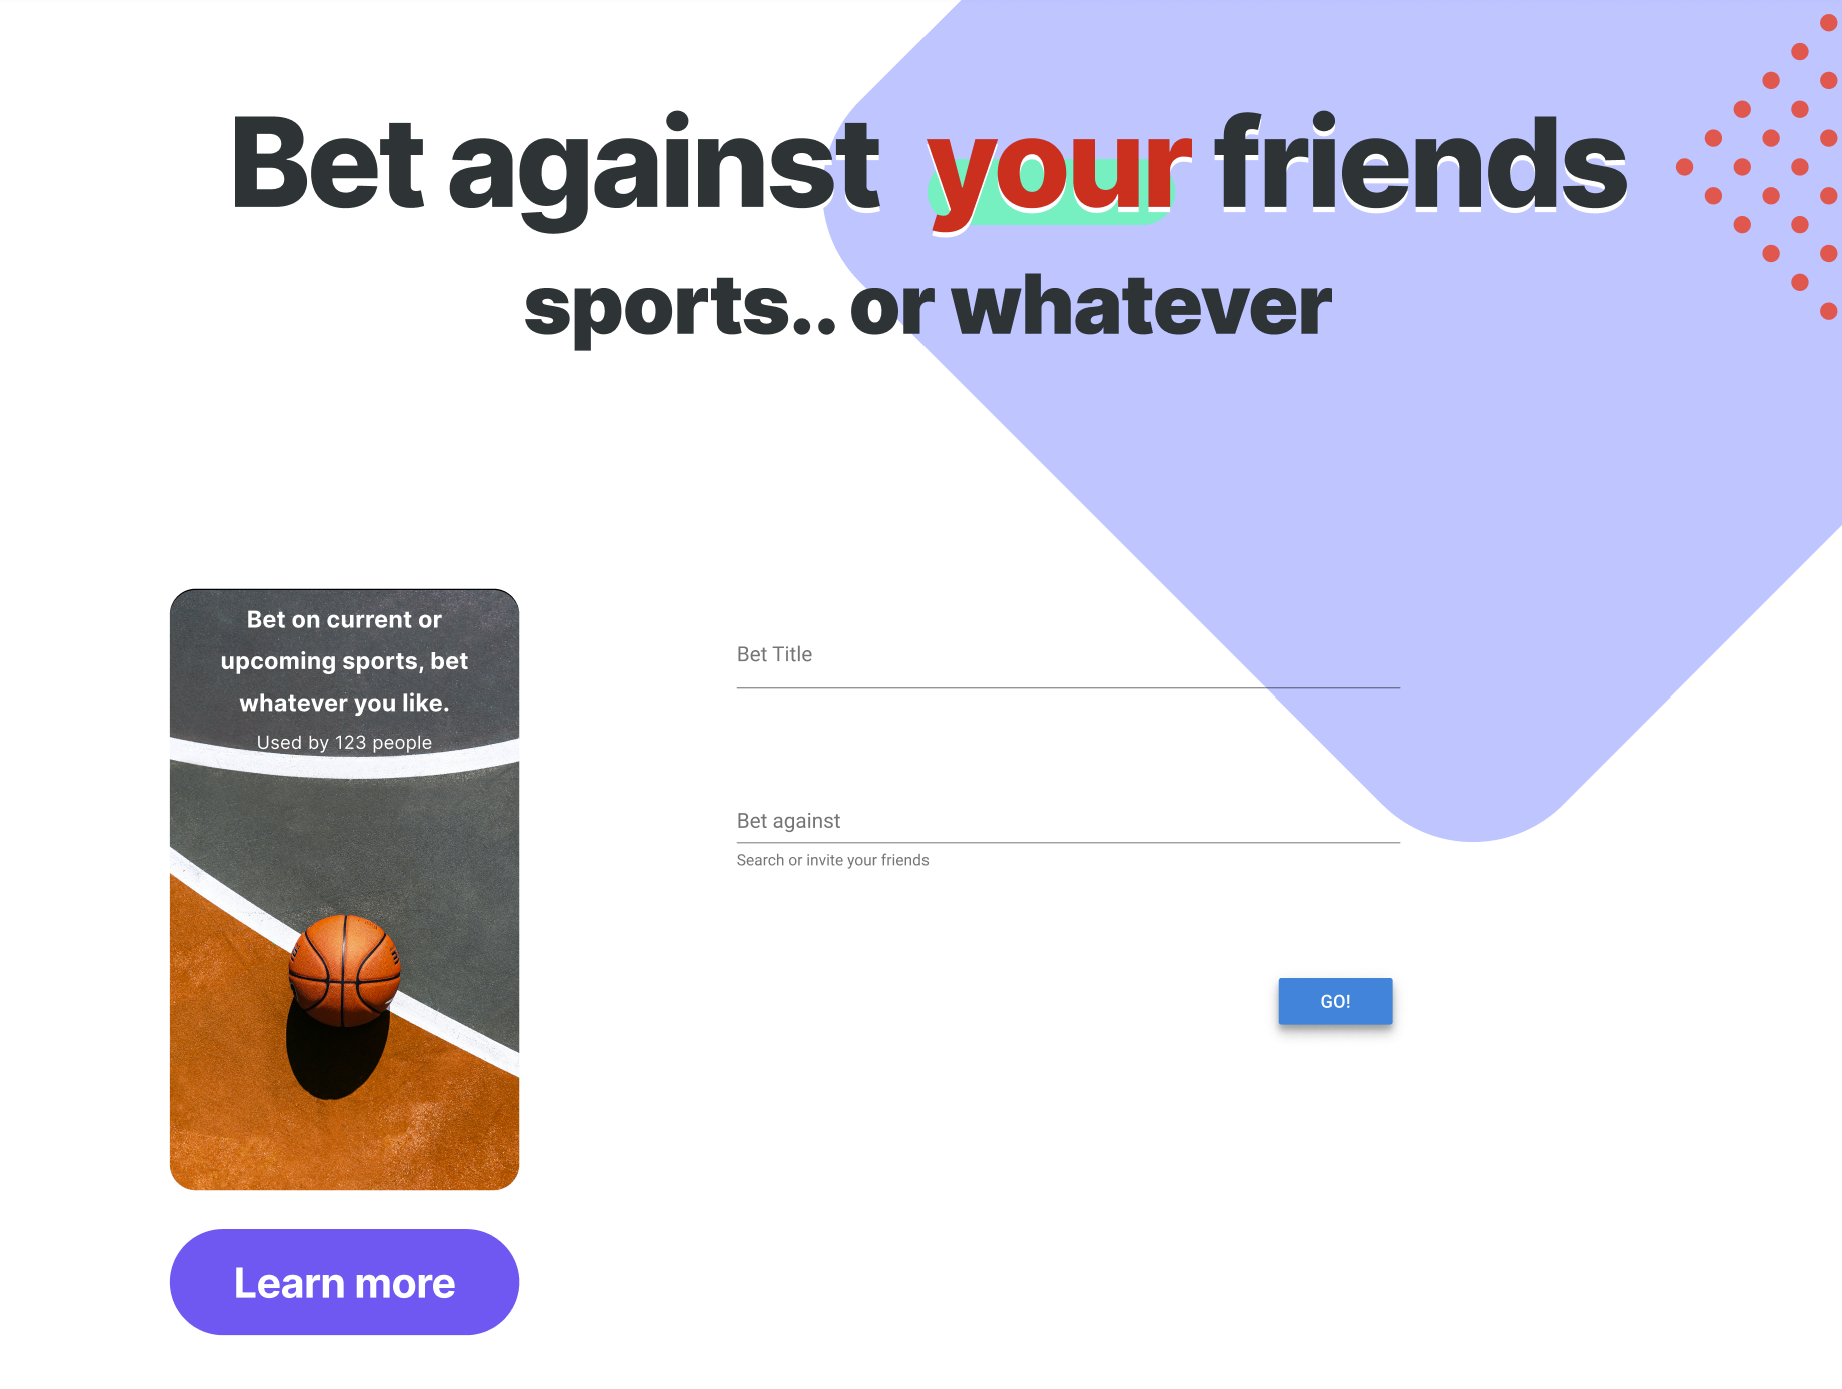 Bet against your friends
sports.. or whatever
Bet on current or
upcoming sports, bet
whatever you like.
Used by 123 people
Bet Title
Bet against
Search or invite your friends
GO!
Learn more